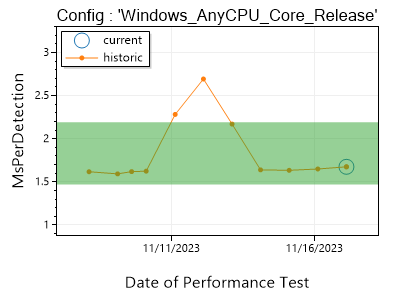 Config : 'Windows_AnyCPU_Core_Release'
current
historic
MsPerDetection
3
2.5
2
1.5
1
11/11/2023
11/16/2023
Date of Performance Test